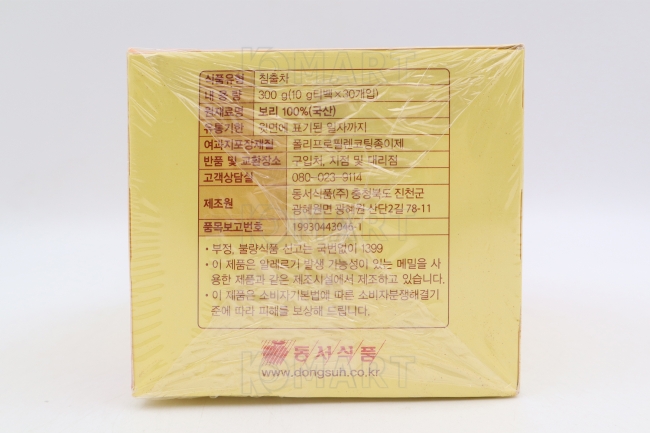 KOMART
식품유형 침출차
내 용 량 300 g(10 g티백×30개입)
원재료명 보리 100%(국산)
유통기한 윗면에 표기된 일자까지
여과지포장재질 폴리프로필렌코팅종이제
반품 및 교환장소 구입처, 지점 및 대리점
고객상담실 080-023-9114
제조원 동서식품(주) 충청북도 진천군
광혜원면 광혜원 산단2길 78-11
품목보고번호 19930443046-1
• 부정, 불량식품 신고는 국번없이 1399
• 이 제품은 알레르기 발생 가능성이 있는 메밀을 사
용한 제품과 같은 제조시설에서 제조하고 있습니다.
• 이 제품은 소비자기본법에 따른 소비자분쟁해결기
준에 따라 피해를 보상해 드립니다.
동서식품
www.dongsuh.co.kr
KOMART